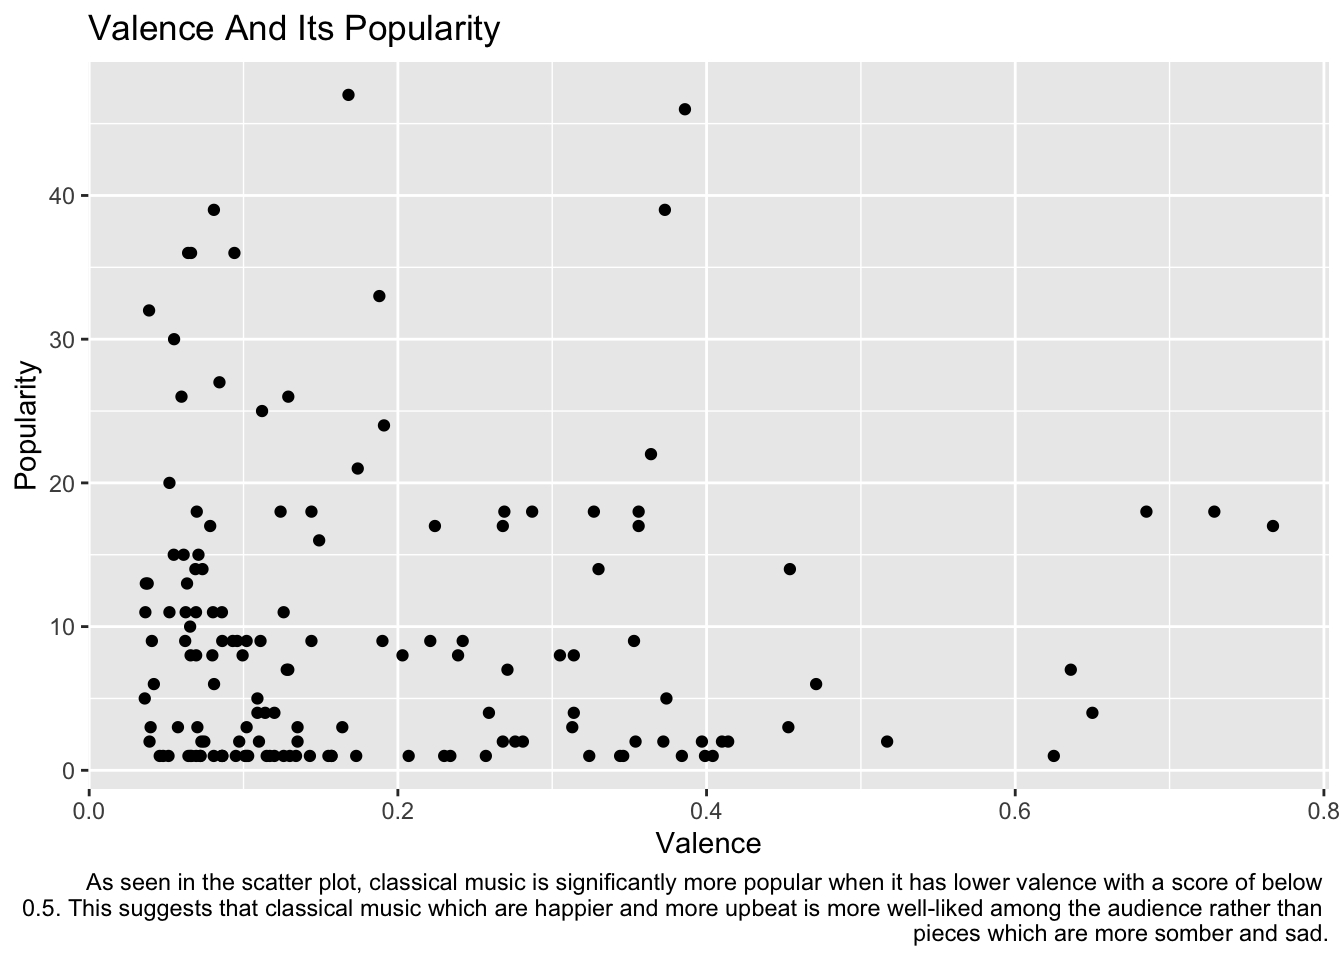 Valence And Its Popularity
Popularity
40
30
20
10
0
0.0 0.2 0.4 0.6 0.8
Valence
As seen in the scatter plot, classical music is significantly more popular when it has lower valence with a score of below
0.5. This suggests that classical music which are happier and more upbeat is more well-liked among the audience rather than
pieces which are more somber and sad.